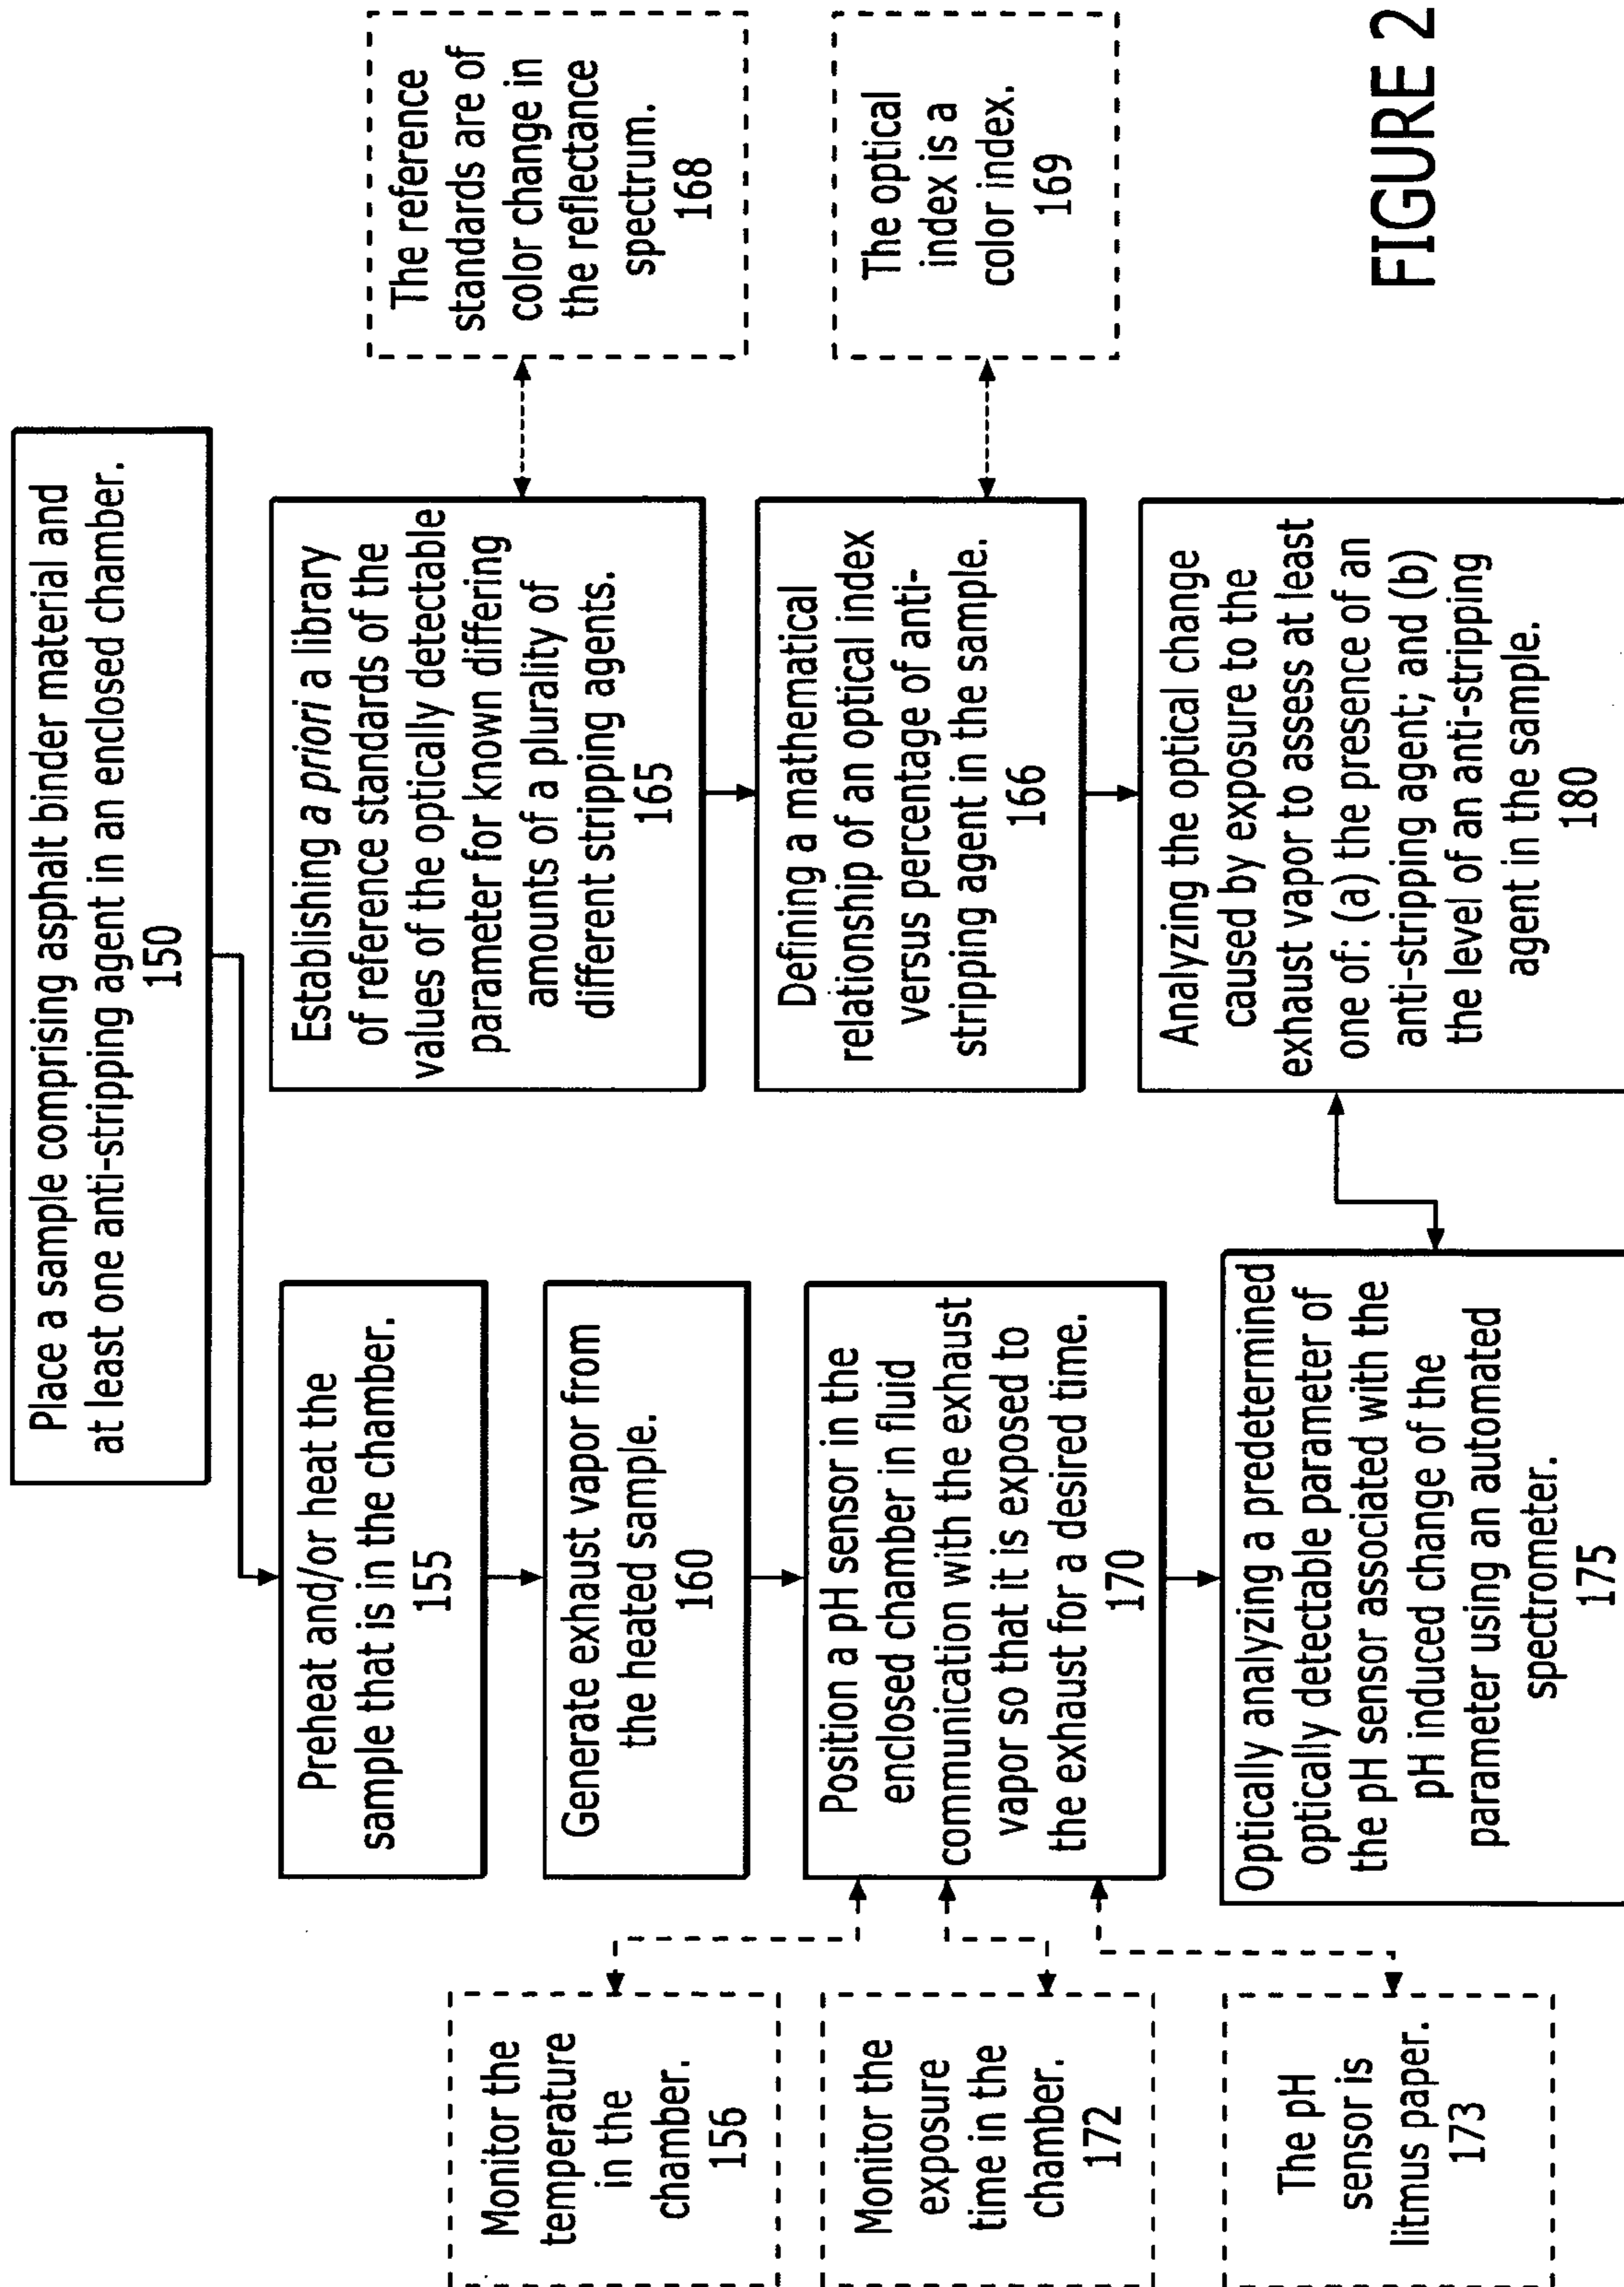 Place a sample comprising asphalt binder material and
at least one anti-stripping agent in an enclosed chamber.
150
Preheat and/or heat the
sample that is in the chamber.
155
Generate exhaust vapor from
the heated sample.
160
Position a pH sensor in the
enclosed chamber in fluid
communication with the exhaust
vapor so that it is exposed to
the exhaust for a desired time.
170
Optically analyzing a predetermined
optically detectable parameter of
the pH sensor associated with the
pH induced change of the
parameter using an automated
spectrometer.
175
Monitor the
temperature
in the
chamber.
156
Monitor the
exposure
time in the
chamber.
172
The pH
sensor is
litmus paper.
173
Establishing a priori a library
of reference standards of the
values of the optically detectable
parameter for known differing
amounts of a plurality of
different stripping agents.
165
Defining a mathematical
relationship of an optical index
versus percentage of anti-
stripping agent in the sample.
166
Analyzing the optical change
caused by exposure to the
exhaust vapor to assess at least
one of: (a) the presence of an
anti-stripping agent; and (b)
the level of an anti-stripping
agent in the sample.
180
The reference
standards are of
color change in
the reflectance
spectrum.
168
The optical
index is a
color index.
169
FIGURE 2